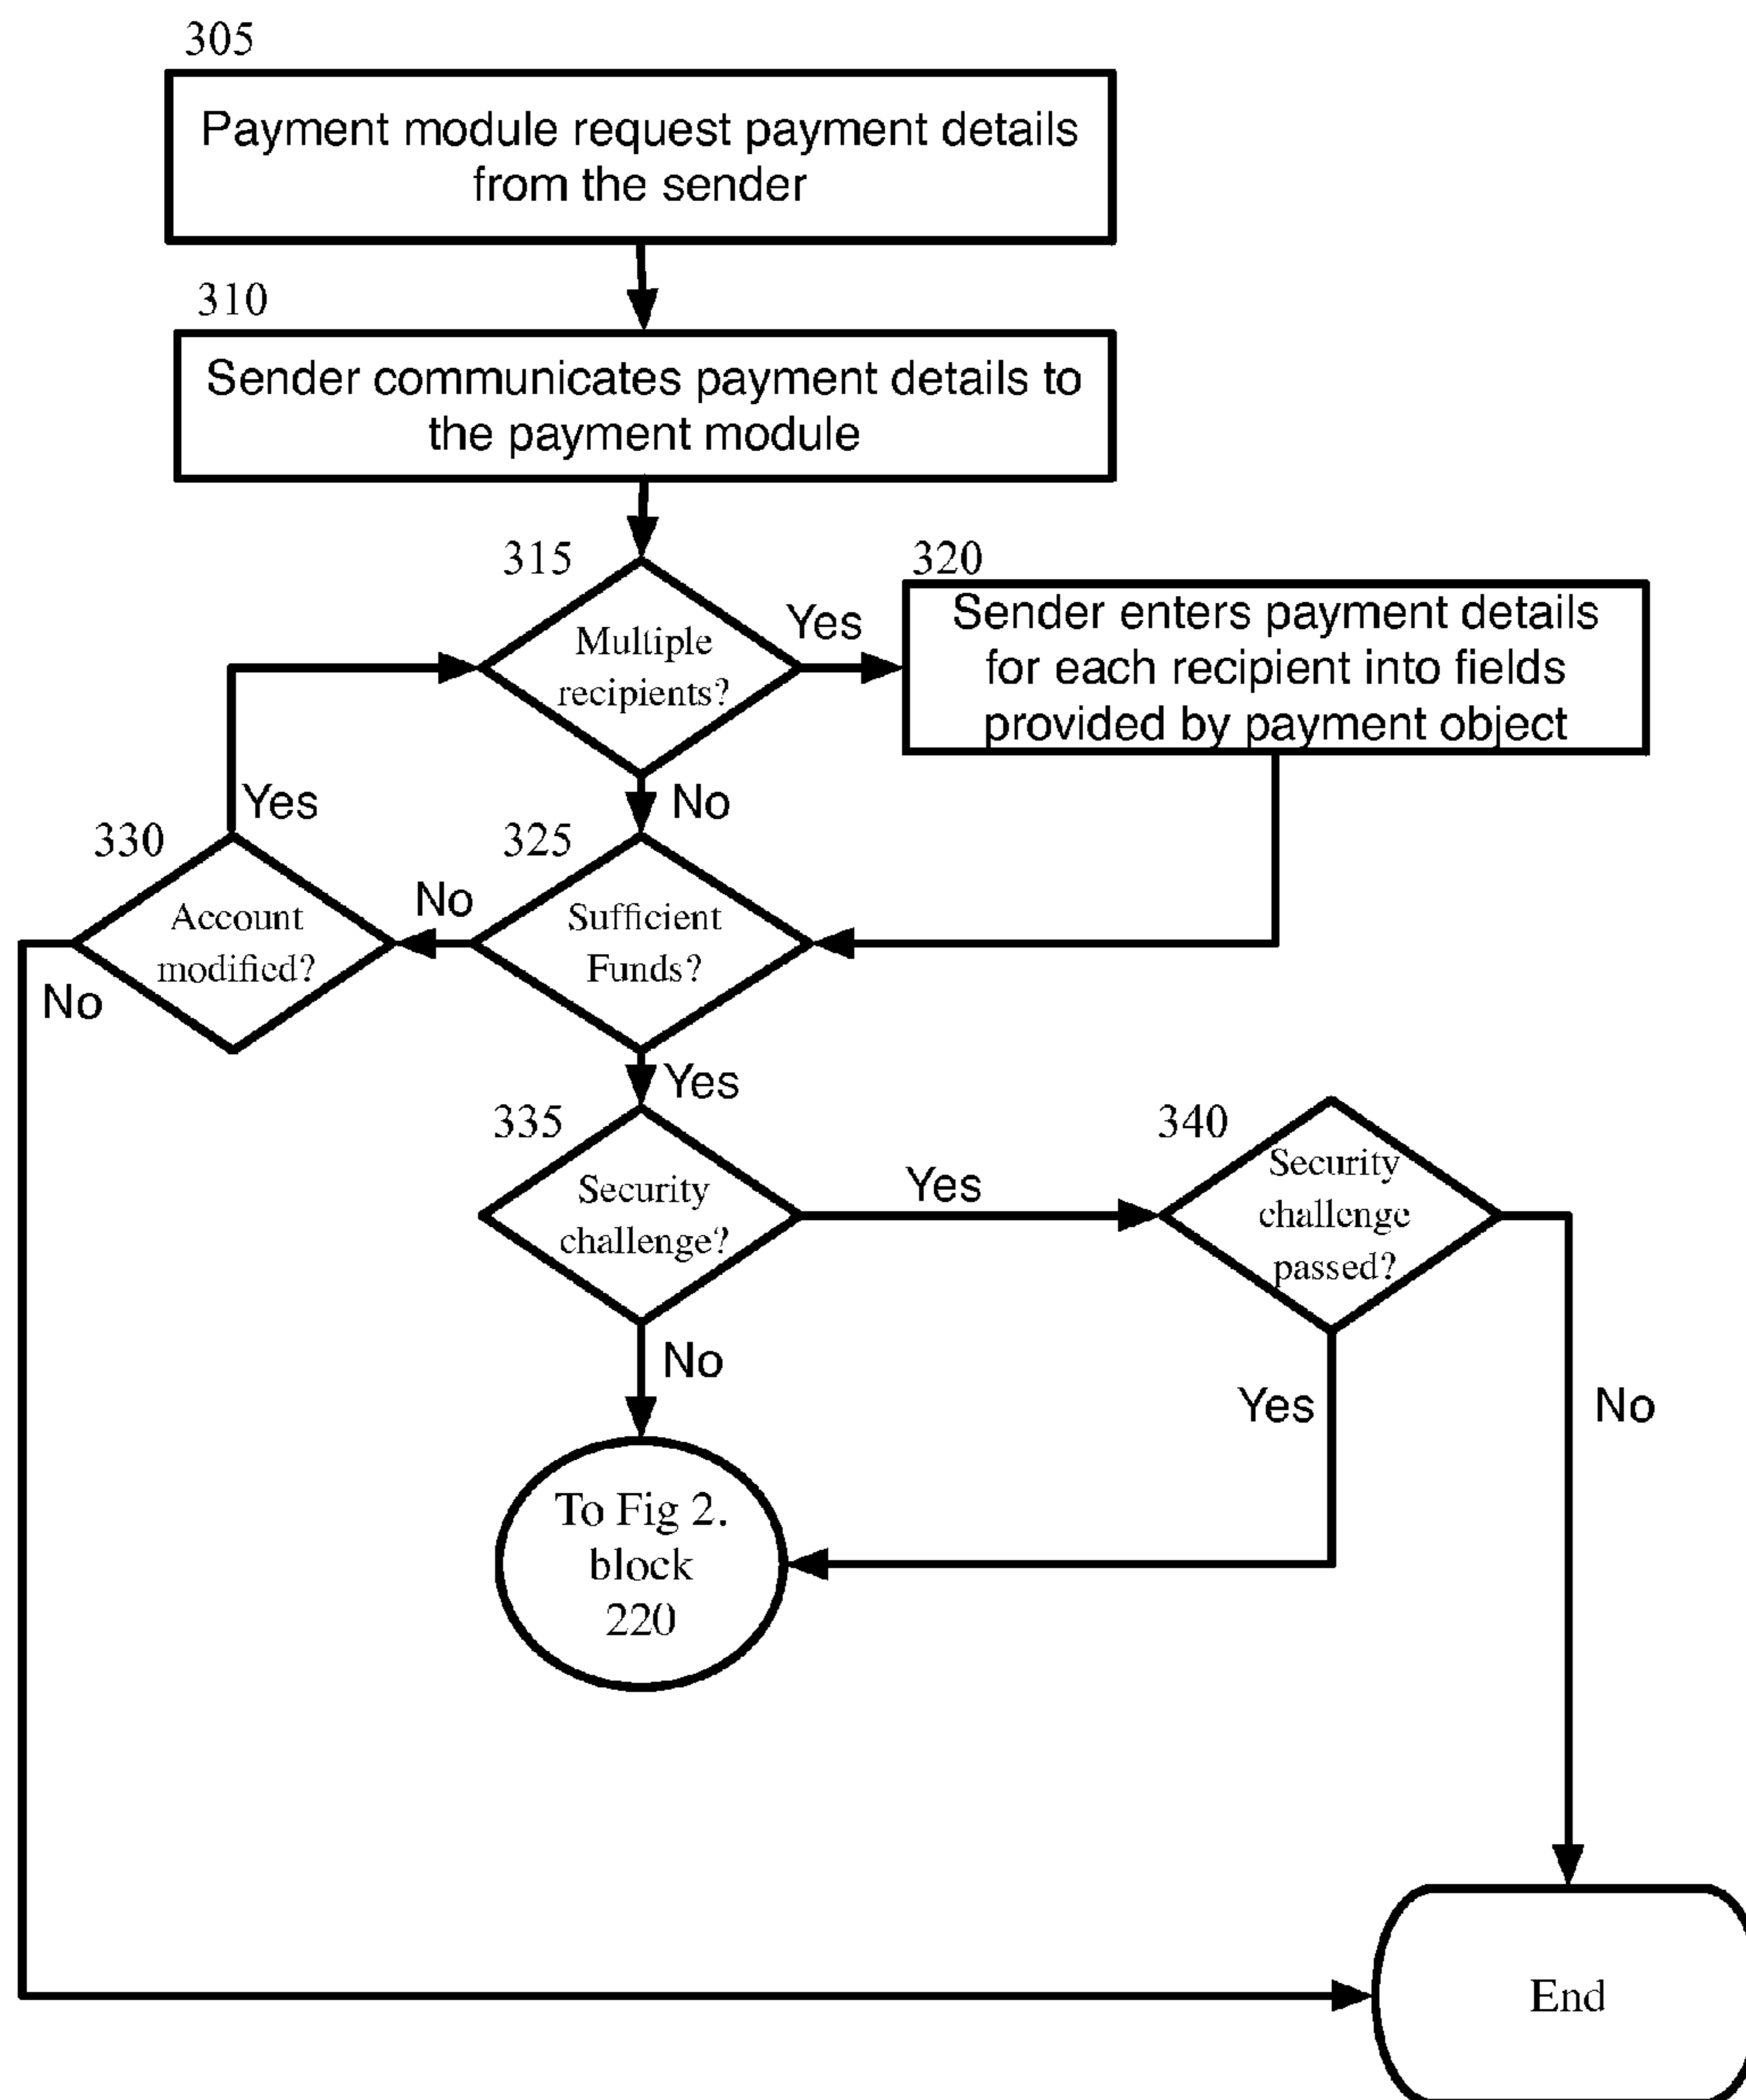 305
Payment module request payment details
from the sender
310
Sender communicates payment details to
the payment module
315
Multiple
recipients?
Yes
320
Sender enters payment details
for each recipient into fields
provided by payment object
No
Yes
330
Account
modified?
No
No
325
Sufficient
Funds?
Yes
335
Security
challenge?
Yes
340
Security
challenge
passed?
No
Yes
No
To Fig 2.
block
220
End